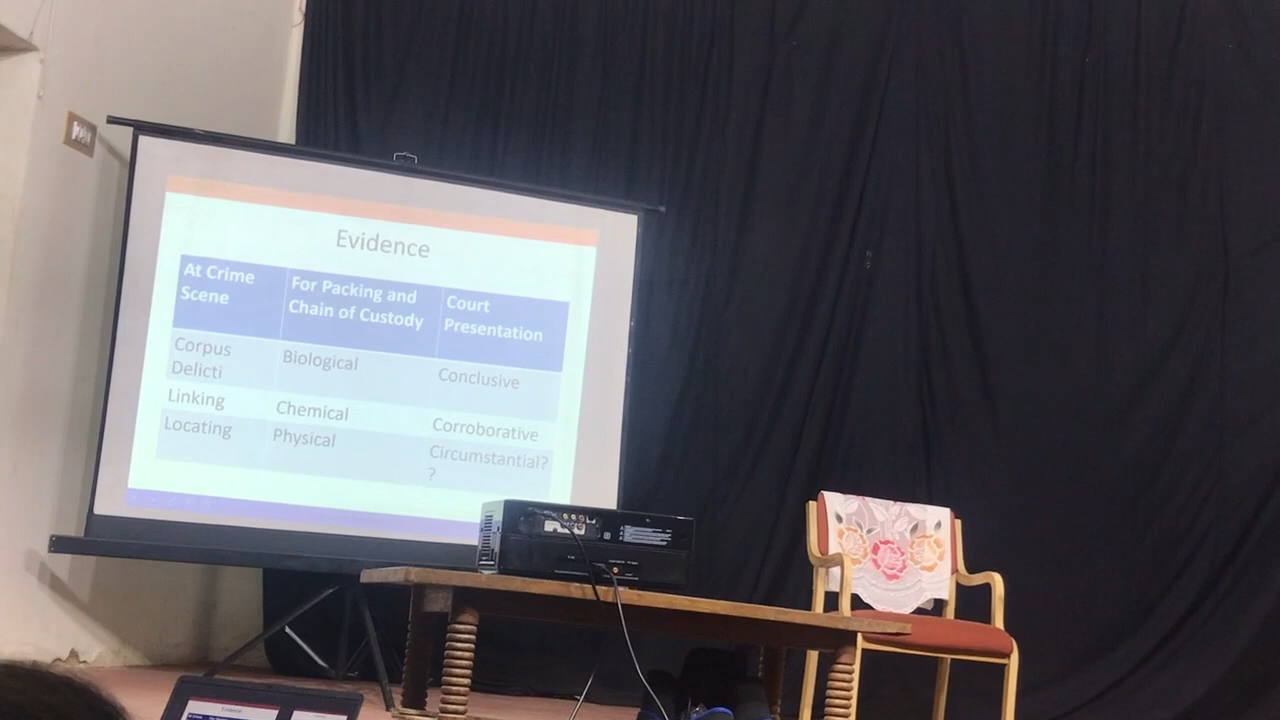 Evidence
At Crime
Scene
For Packing and
Chain of Custody
Court
Presentation
Corpus
Delicti
Biological
Conclusive
Linking
Chemical
Corroborative
Locating
Physical
Circumstantial?
?
Evidence